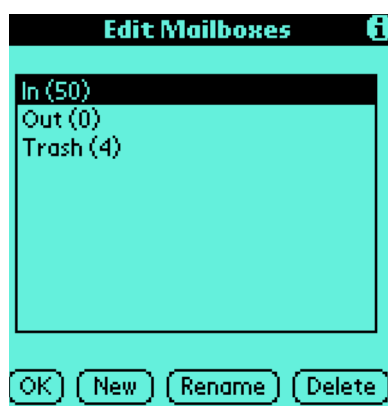 Edit Mailboxes i
In (50)
Out (0)
Trash (4)
OK New Rename Delete